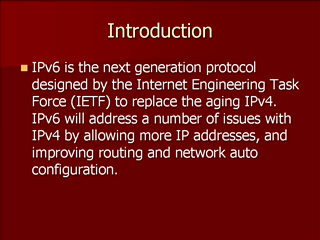 Introduction
IPv6 is the next generation protocol
designed by the Internet Engineering Task
Force (IETF) to replace the aging IPv4.
IPv6 will address a number of issues with
IPv4 by allowing more IP addresses, and
improving routing and network auto
configuration.